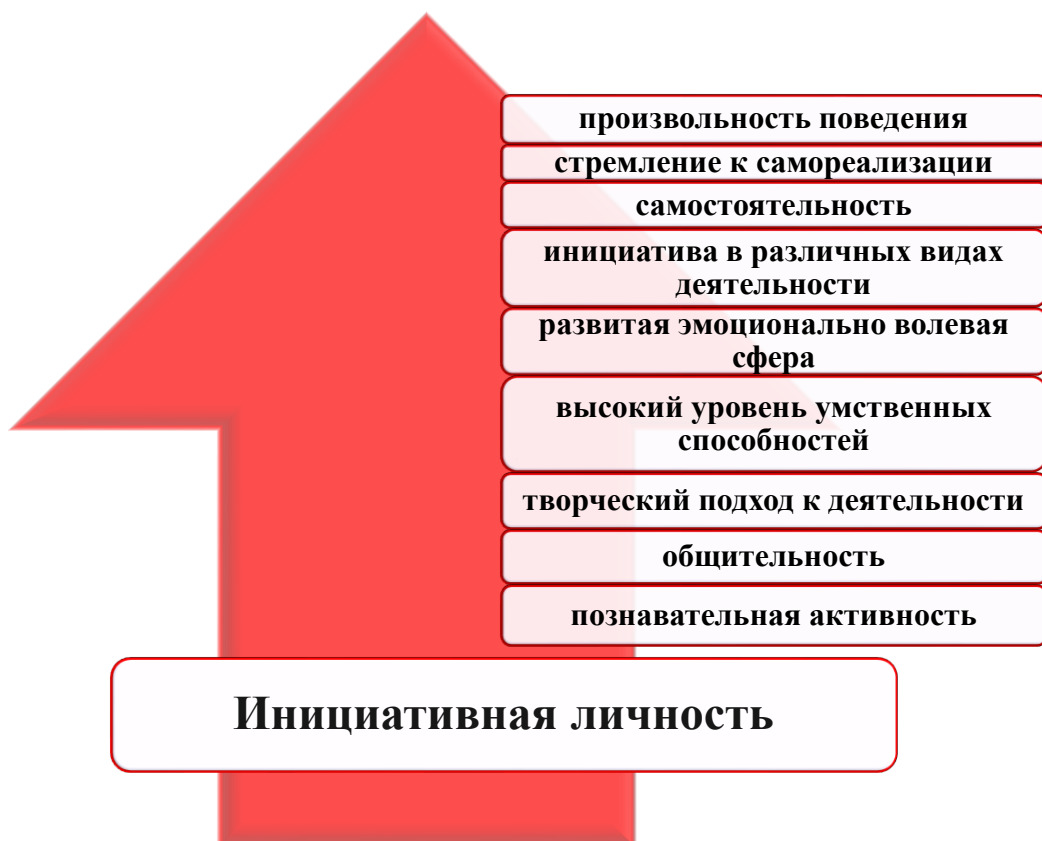 произвольность поведения
стремление к самореализации
самостоятельность
инициатива в различных видах
деятельности
развитая эмоционально волевая
сфера
высокий уровень умственных
способностей
творческий подход к деятельности
общительность
познавательная активность
Инициативная личность